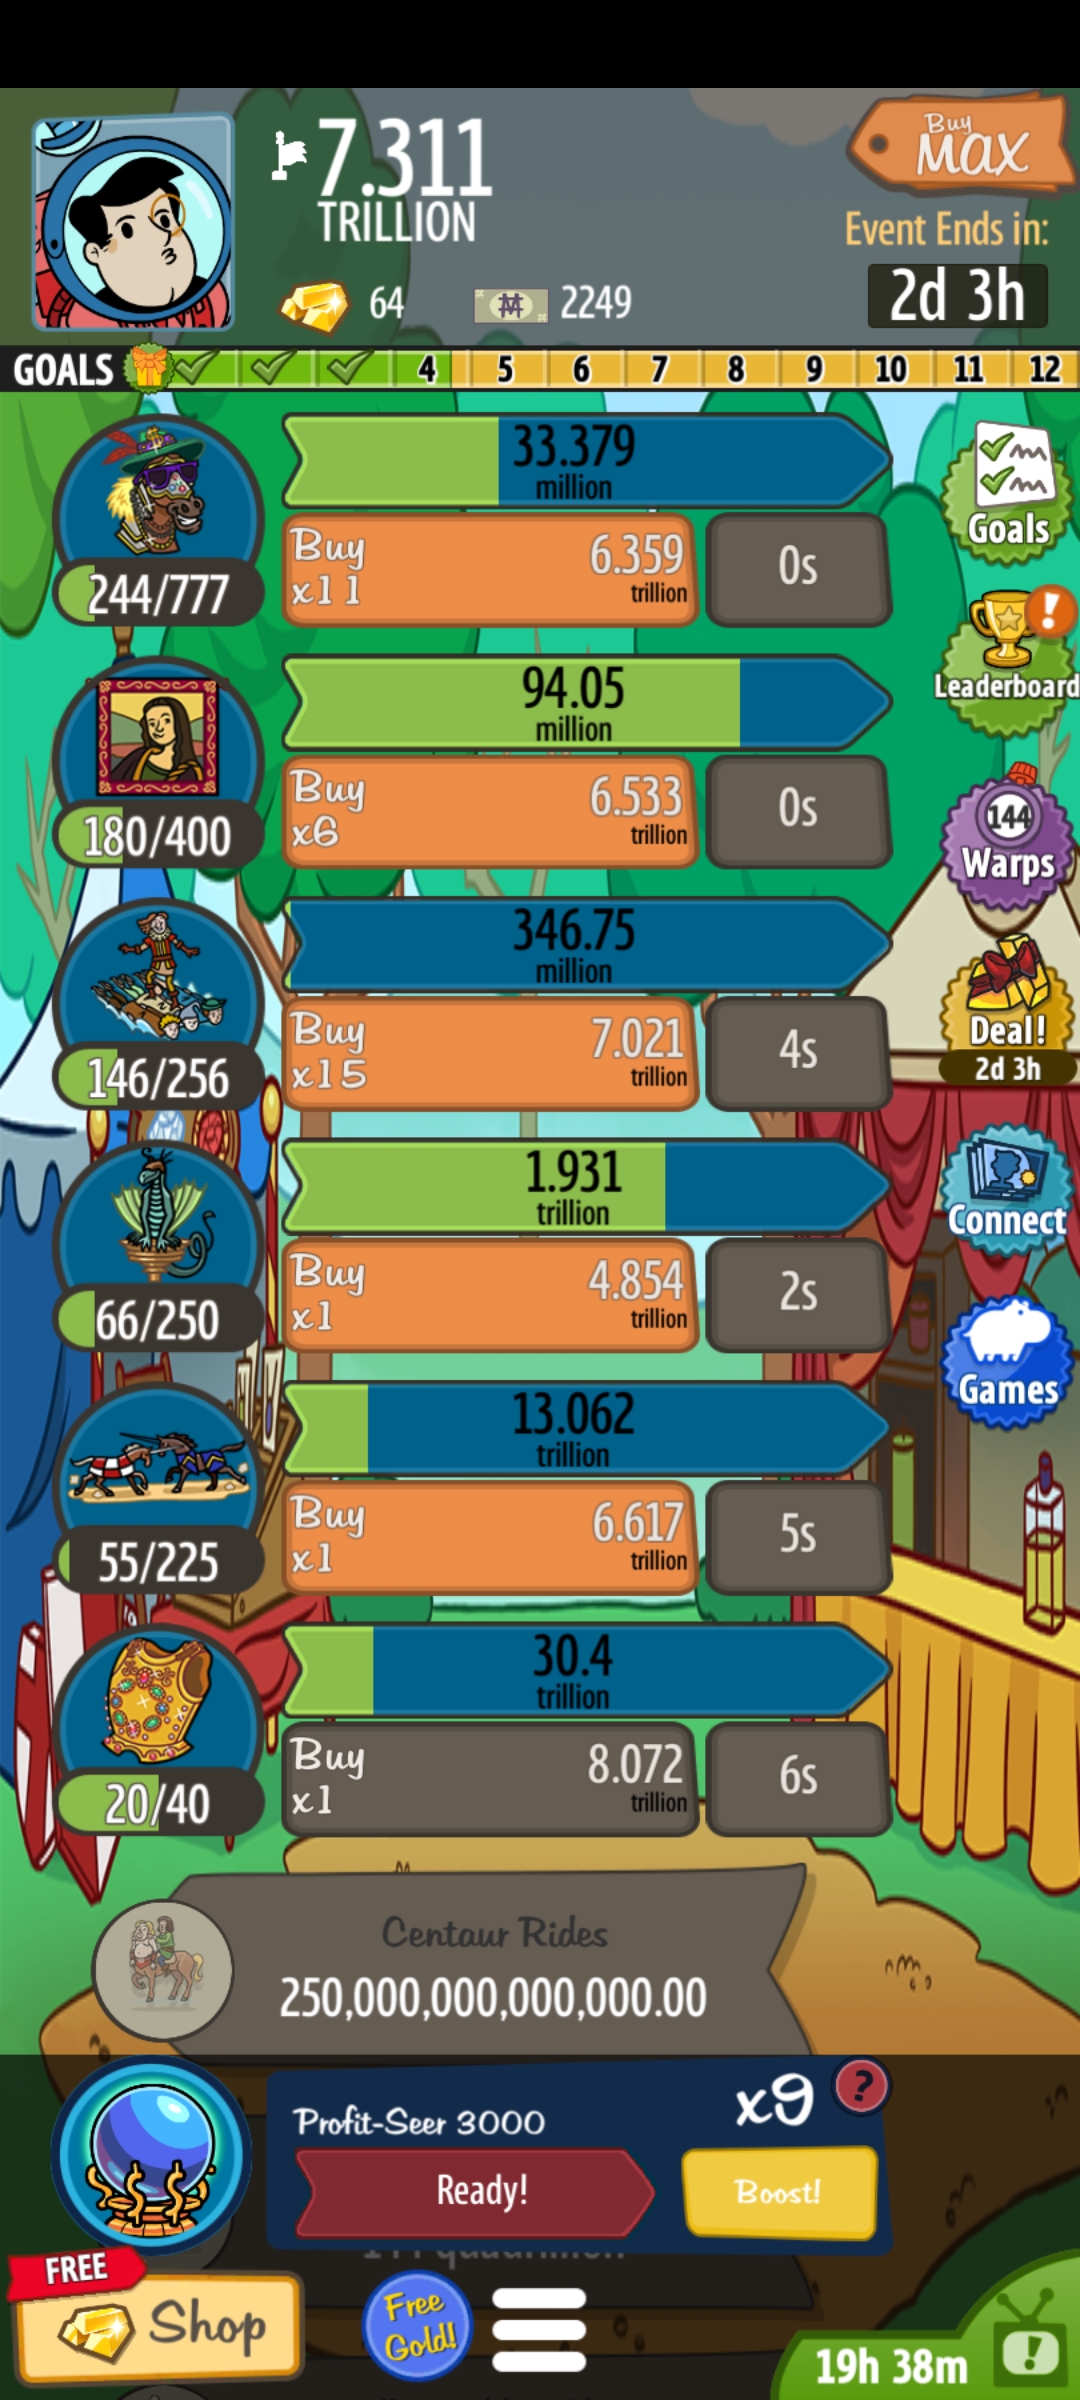 7.311
TRILLION
64
2249
Buy
MAX
Event Ends in:
2d 3h
GOALS
4 5 6 7 8 9 10 11 12
33.379
million
Buy
x11
6.359
trillion
0s
244/777
Goals
Leaderboard
94.05
million
Buy
x6
6.533
trillion
0s
180/400
144
Warps
346.75
million
Buy
x15
7.021
trillion
4s
146/256
Deal!
2d 3h
1.931
trillion
Buy
x1
4.854
trillion
2s
66/250
Connect
Games
13.062
trillion
Buy
x1
6.617
trillion
5s
55/225
30.4
trillion
Buy
x1
8.072
trillion
6s
20/40
Centaur Rides
250,000,000,000,000.00
Profit-Seer 3000
x9
?
Ready!
Boost!
FREE
Shop
Free
Gold!
19h 38m